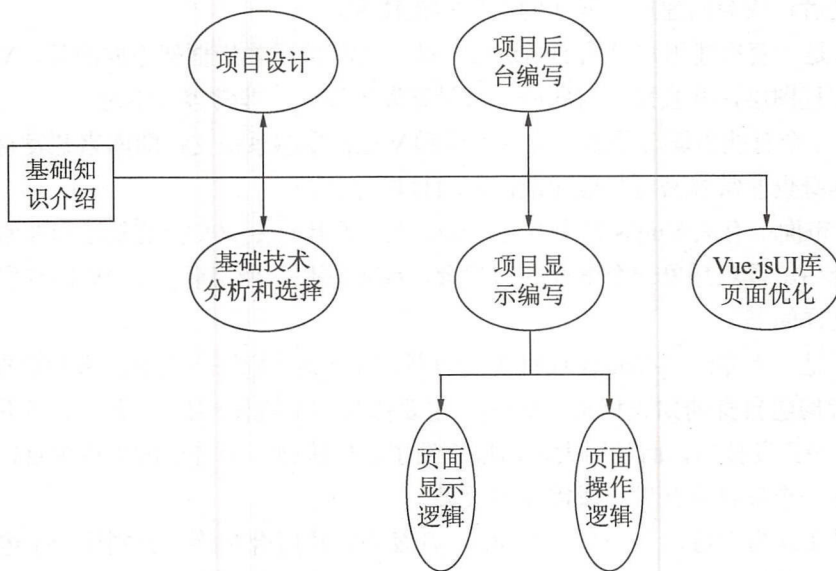 项目设计
项目后
台编写
基础知
识介绍
基础技术
分析和选择
项目显
示编写
Vue.jsUI库
页面优化
页面
显示
逻辑
页面
操作
逻辑